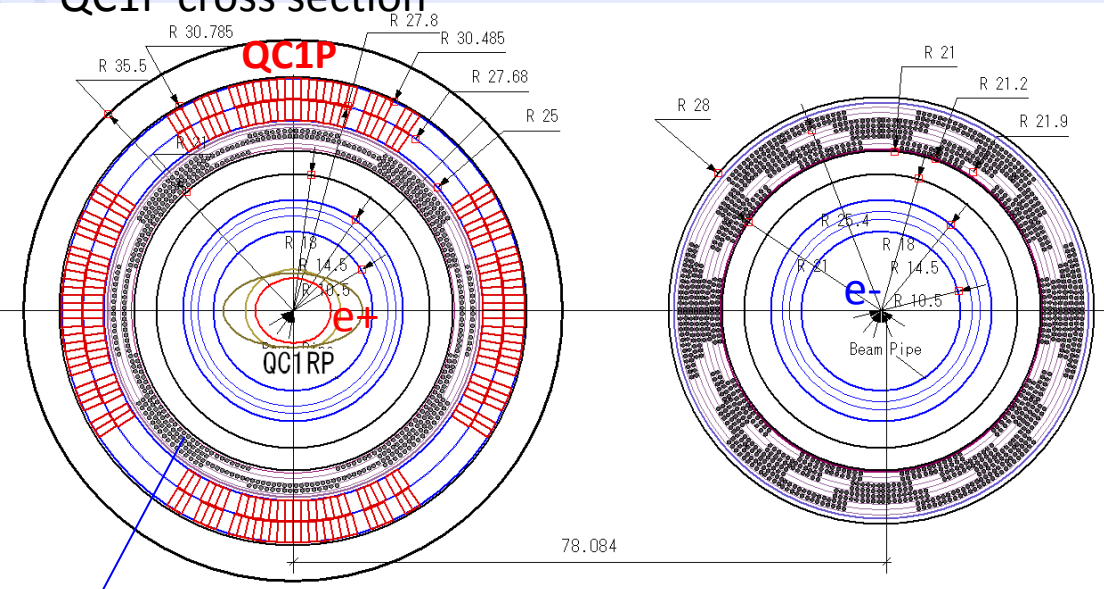 QC1P cross section
R 27.8
R 30.785
R 30.485
QC1P
R 35.5
R 27.68
R 25
R 18
R 14.5
R 10.5
e+
QC1RP
R 21
R 21.2
R 28
R 21.9
R 25.4
R 18
R 21
R 14.5
e-
R 10.5
Beam Pipe
78.084